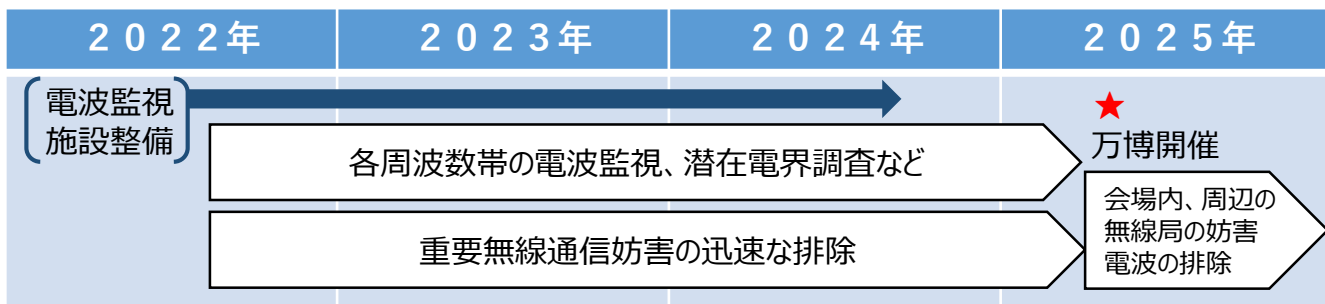 ２０２２年 ２０２３年 ２０２４年 ２０２５年
電波監視
施設整備
★
万博開催
各周波数帯の電波監視、潜在電界調査など
重要無線通信妨害の迅速な排除
会場内、周辺の
無線局の妨害
電波の排除